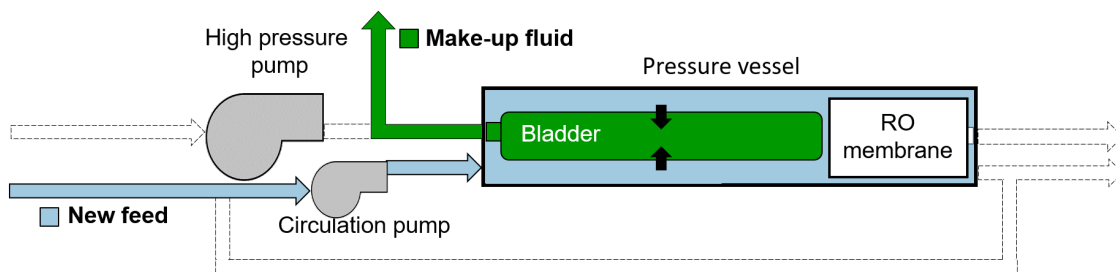 High pressure
pump
Make-up fluid
Pressure vessel
Bladder
RO
membrane
New feed
Circulation pump